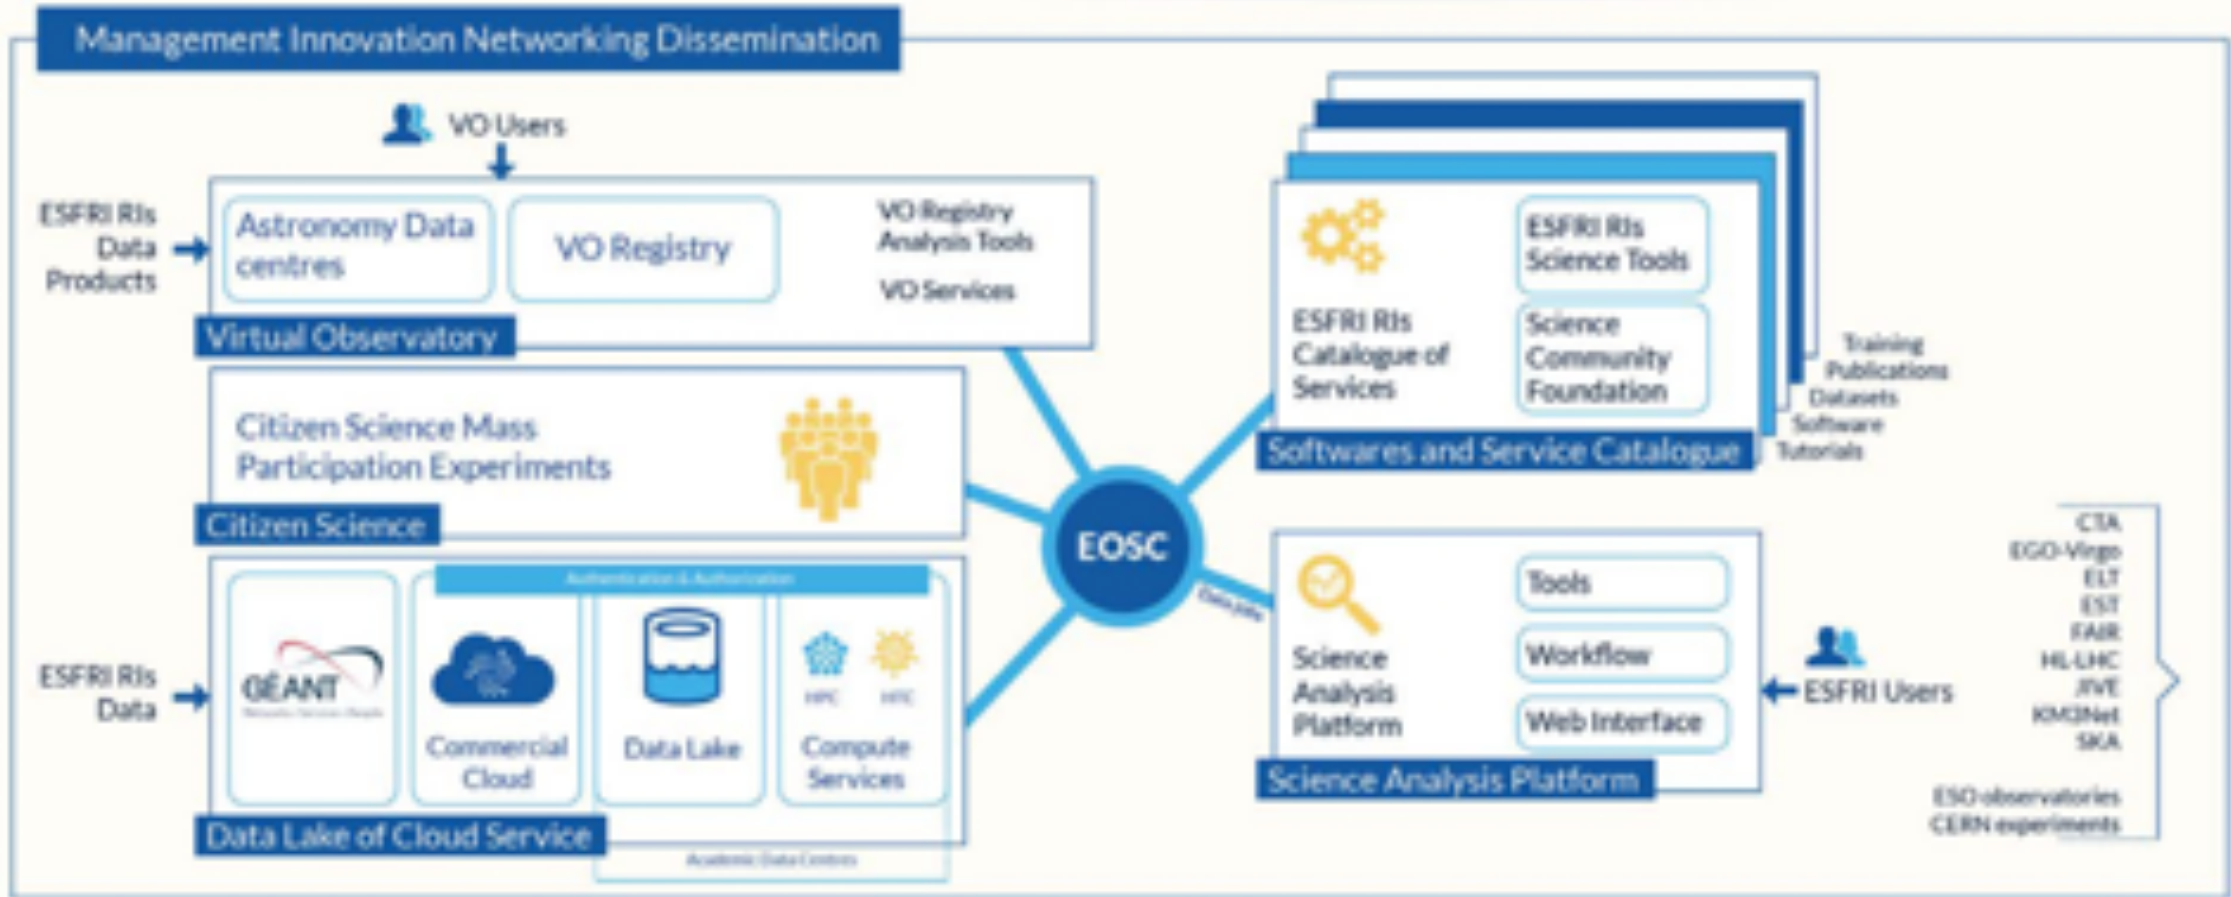 Management Innovation Networking Dissemination
VO Users
ESFRI RIs
Data
Products
Astronomy Data
centres
VO Registry
VO Registry
Analysis Tools
VO Services
Virtual Observatory
Citizen Science Mass
Participation Experiments
Citizen Science
ESFRI RIs
Data
Authentication & Authorization
GÉANT
Networks · Services · People
Commercial
Cloud
Data Lake
HPC
HTC
Compute
Services
Data Lake of Cloud Service
Academic Data Centres
EOSC
ESFRI RIs
Catalogue of
Services
ESFRI RIs
Science Tools
Science
Community
Foundation
Softwares and Service Catalogue
Training
Publications
Datasets
Software
Tutorials
Science
Analysis
Platform
Tools
Workflow
Web Interface
Science Analysis Platform
ESFRI Users
CTA
EGO-Virgo
ELT
EST
FAIR
HL-LHC
JIVE
KM3Net
SKA
ESO observatories
CERN experiments